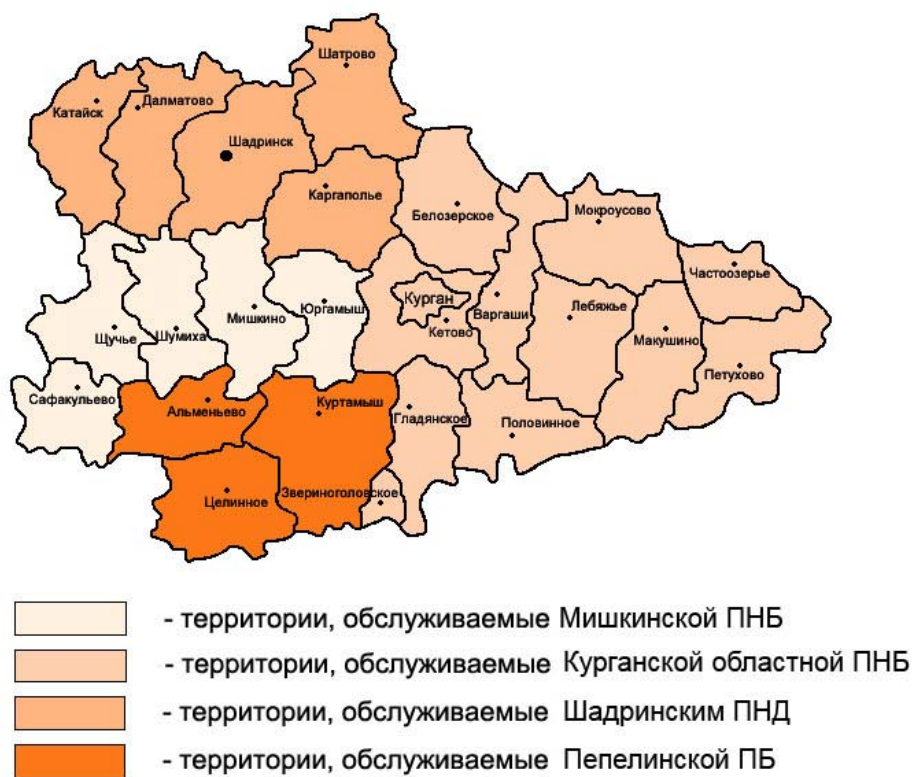 Шатрово
Катайск
Далматово
Шадринск
Каргаполье
Белозерское
Мокроусово
Частоозерье
Курган
Юргамыш
Мишкино
Варгаши
Лебяжье
Кетово
Щучье
Шумиха
Макушино
Петухово
Сафакульево
Альменьево
Куртамыш
Гладянское
Половинное
Целинное
Звериноголовское
- территории, обслуживаемые Мишкинской ПНБ
- территории, обслуживаемые Курганской областной ПНБ
- территории, обслуживаемые Шадринским ПНД
- территории, обслуживаемые Пепелинской ПБ